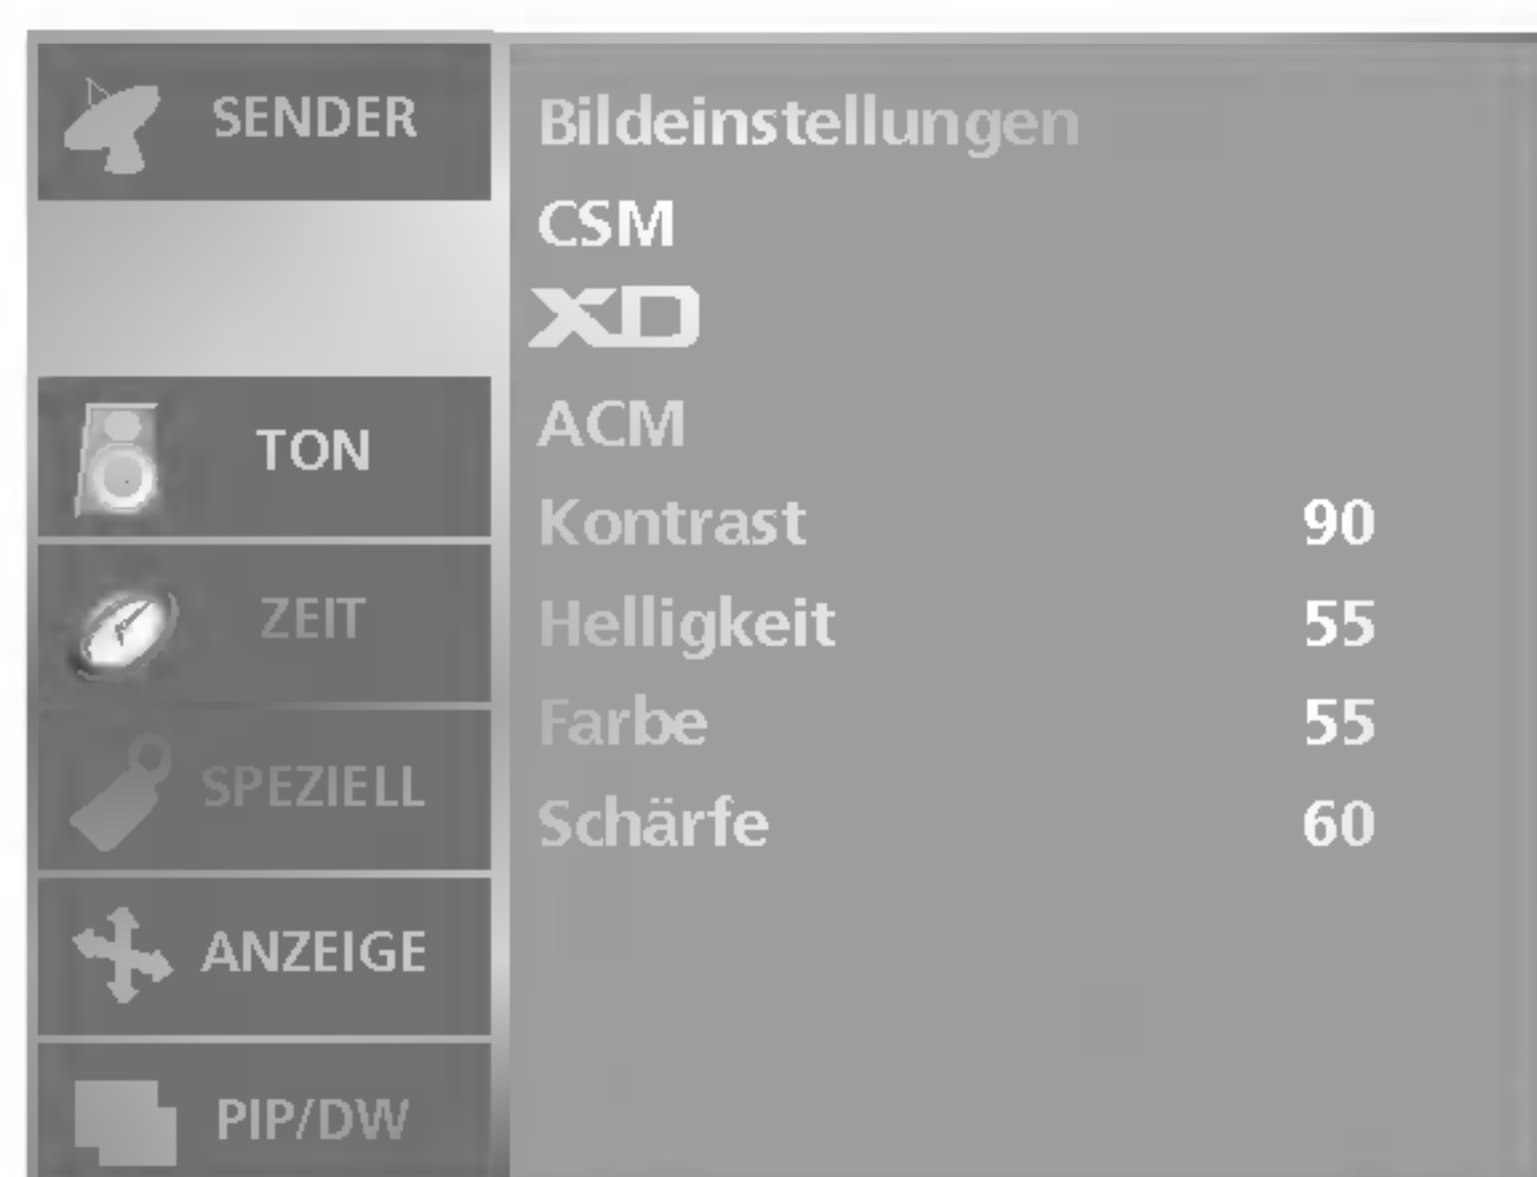 SENDER
TON
ZEIT
SPEZIELL
ANZEIGE
PIP/DW
Bildeinstellungen
CSM
XD
ACM
Kontrast 90
Helligkeit 55
Farbe 55
Schärfe 60